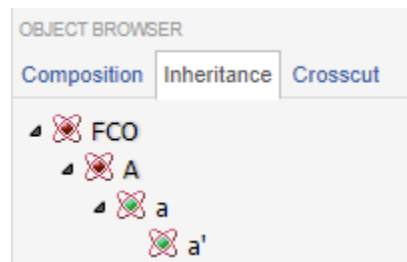 OBJECT BROWSER
Composition Inheritance Crosscut
FCO
A
a
a'